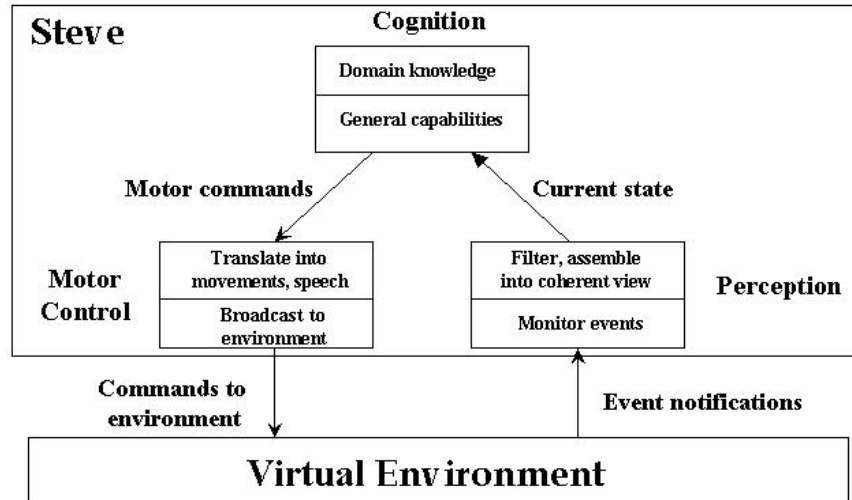 Steve
Cognition
Domain knowledge
General capabilities
Motor commands
Current state
Motor
Control
Translate into
movements, speech
Broadcast to
environment
Filter, assemble
into coherent view
Monitor events
Perception
Commands to
environment
Event notifications
Virtual Environment